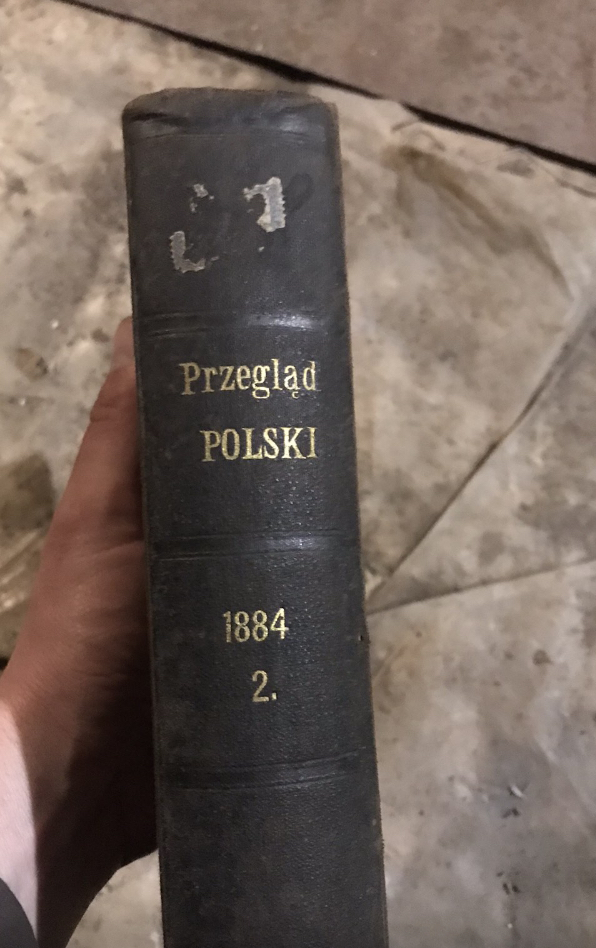 Przegląd
POLSKI
1884
2.